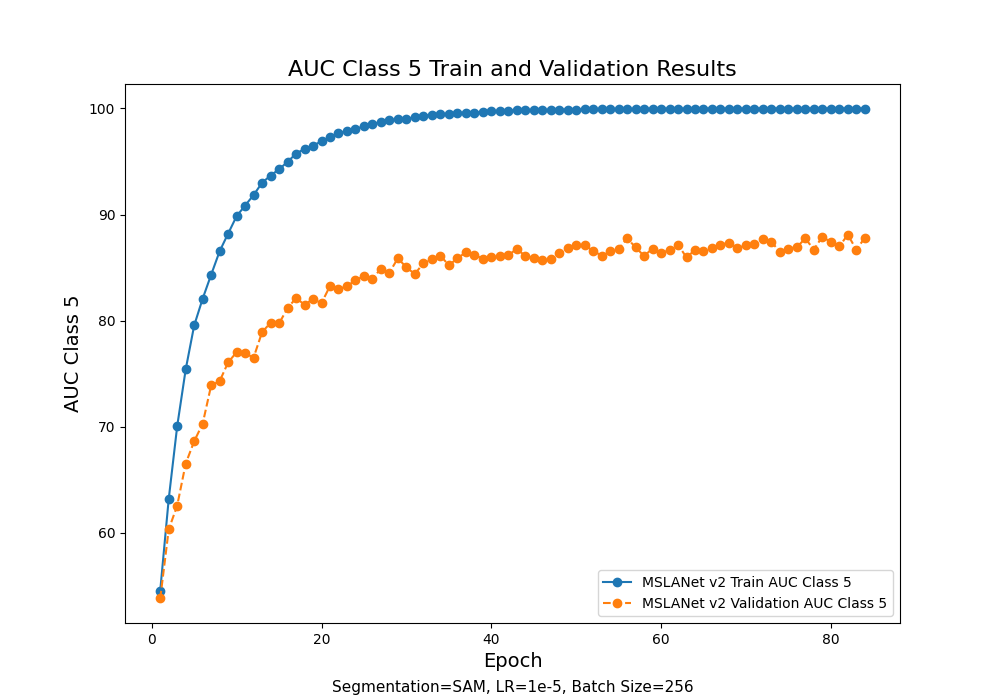 AUC Class 5 Train and Validation Results
100
90
80
70
60
AUC Class 5
MSLANet v2 Train AUC Class 5
MSLANet v2 Validation AUC Class 5
0 20 40 60 80
Epoch
Segmentation=SAM, LR=1e-5, Batch Size=256